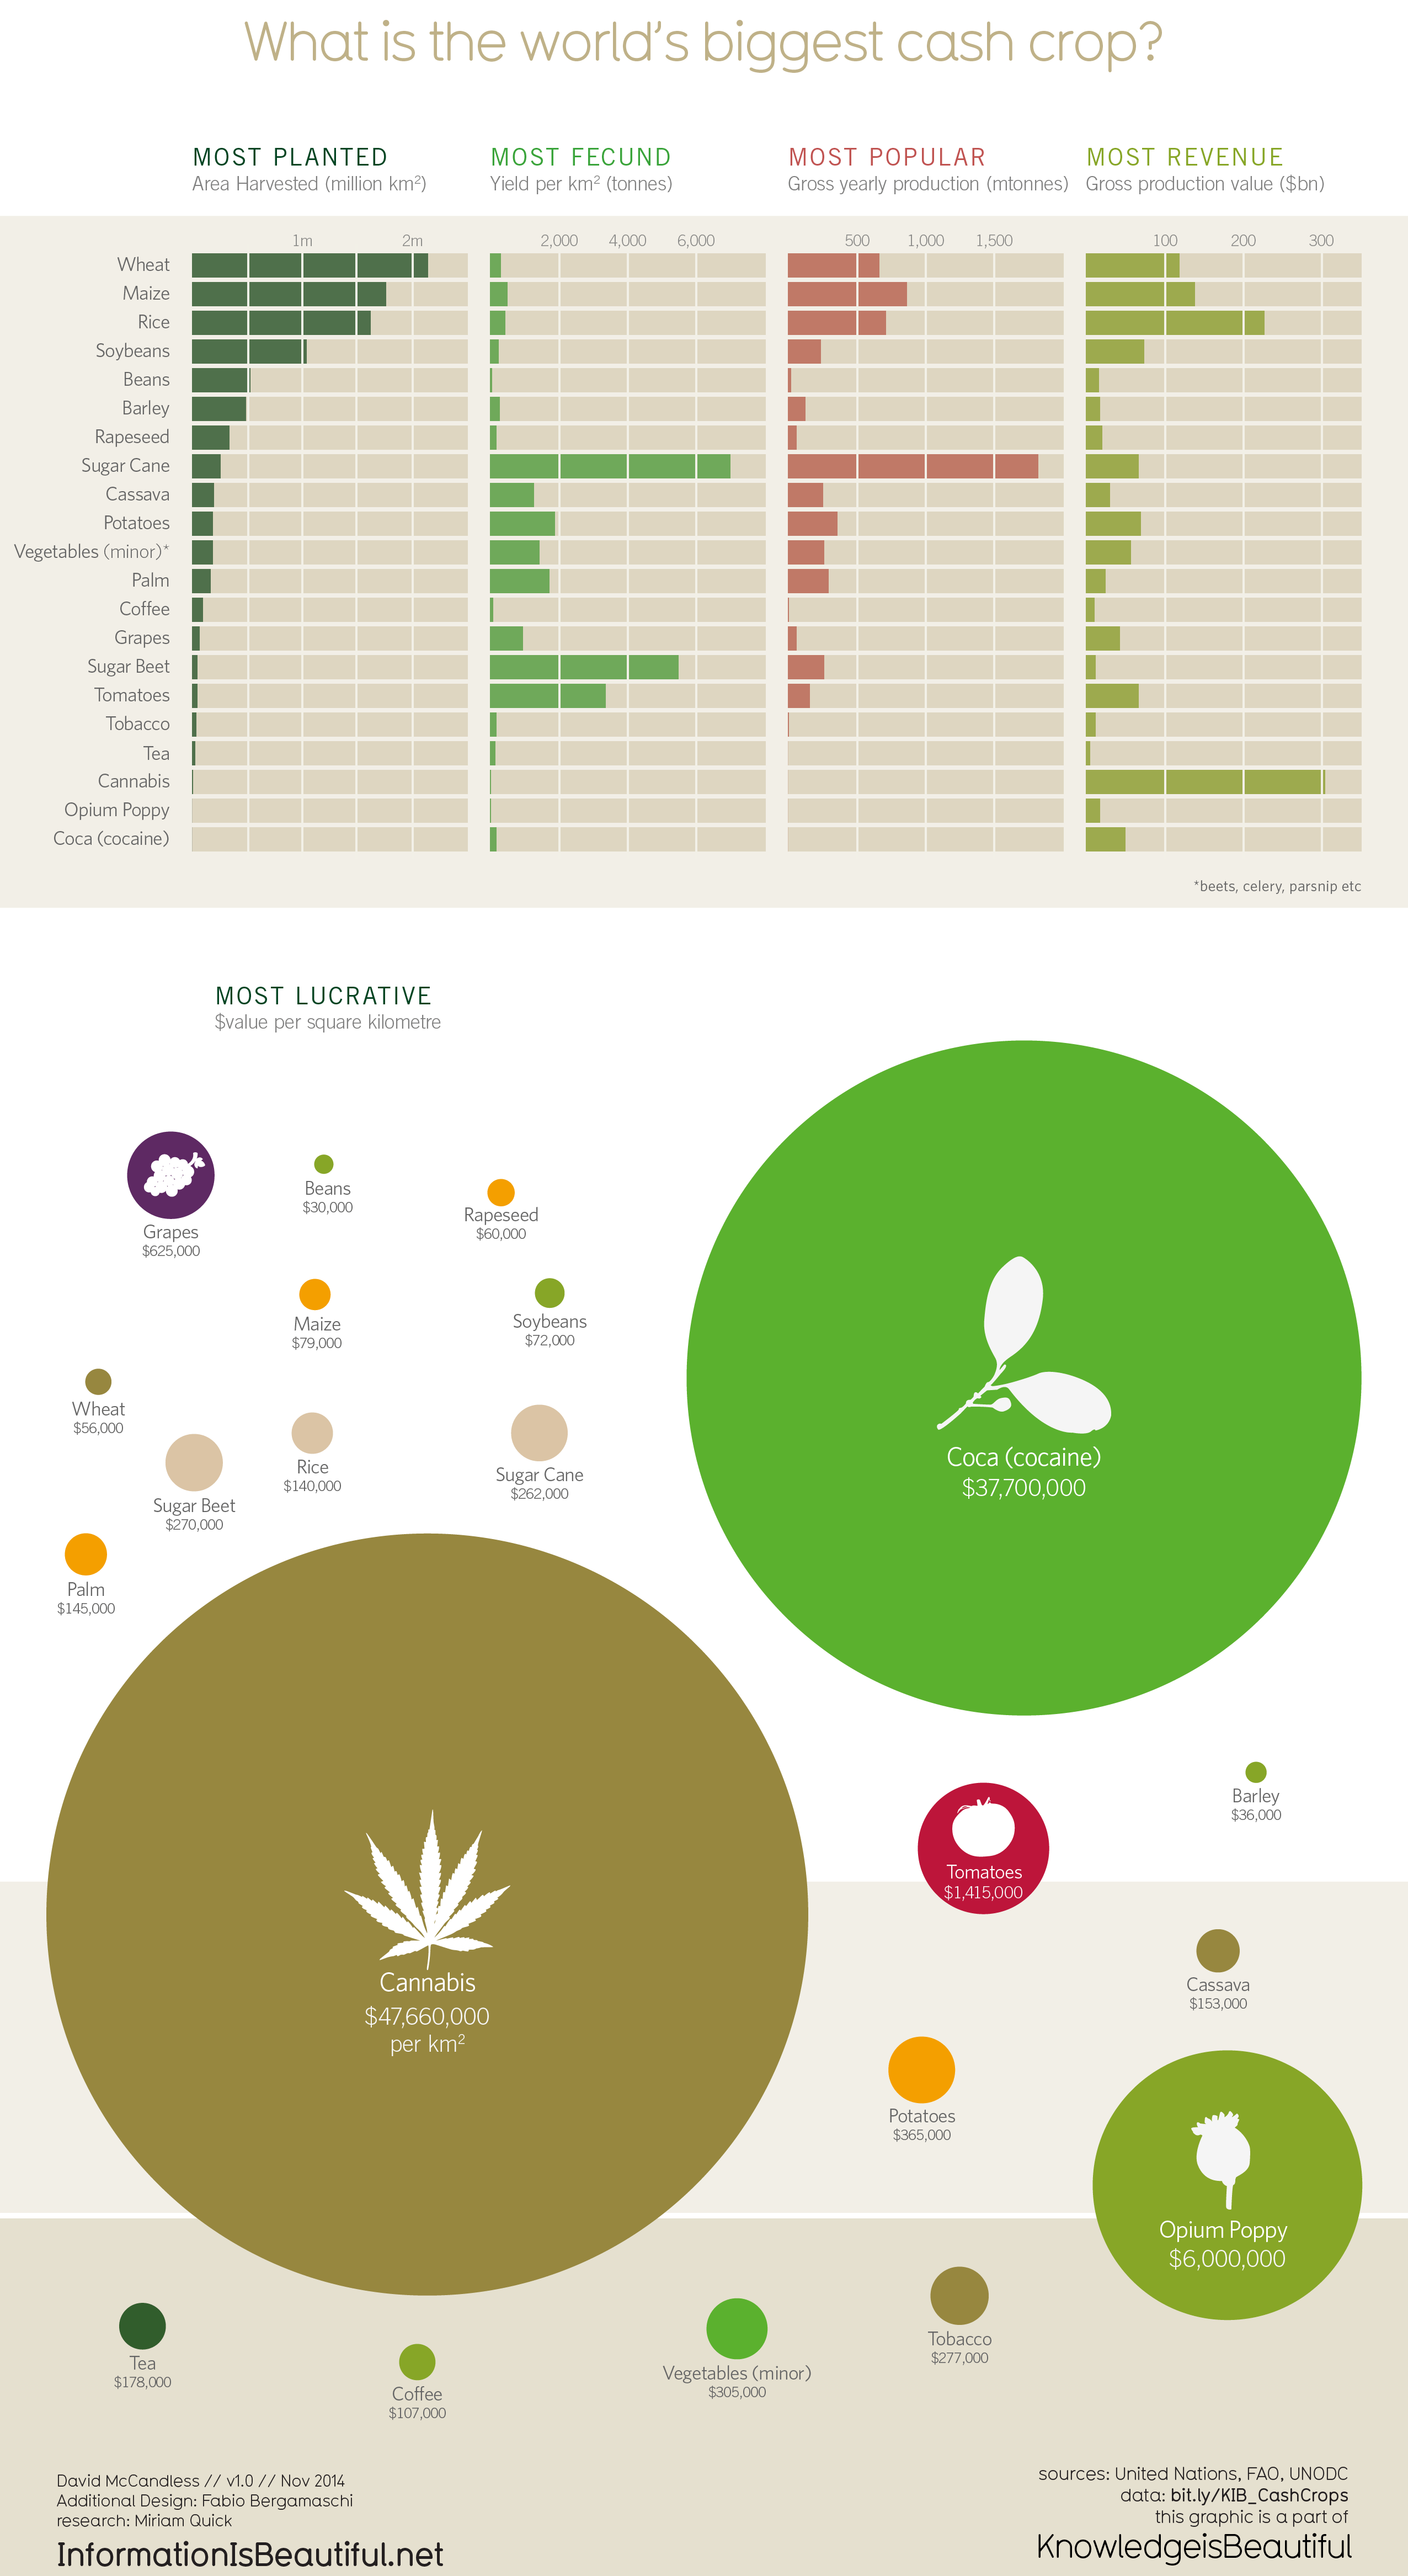 What is the world's biggest cash crop?
MOST PLANTED
Area Harvested (million km²)
MOST FECUND
Yield per km² (tonnes)
MOST POPULAR
Gross yearly production (mtonnes)
MOST REVENUE
Gross production value ($bn)
1m 2m
2,000 4,000 6,000
500 1,000 1,500
100 200 300
Wheat
Maize
Rice
Soybeans
Beans
Barley
Rapeseed
Sugar Cane
Cassava
Potatoes
Vegetables (minor)*
Palm
Coffee
Grapes
Sugar Beet
Tomatoes
Tobacco
Tea
Cannabis
Opium Poppy
Coca (cocaine)
*beets, celery, parsnip etc
MOST LUCRATIVE
$value per square kilometre
Grapes
$625,000
Beans
$30,000
Rapeseed
$60,000
Maize
$79,000
Soybeans
$72,000
Wheat
$56,000
Sugar Beet
$270,000
Rice
$140,000
Sugar Cane
$262,000
Coca (cocaine)
$37,700,000
Palm
$145,000
Cannabis
$47,660,000
per km²
Tomatoes
$1,415,000
Barley
$36,000
Cassava
$153,000
Potatoes
$365,000
Opium Poppy
$6,000,000
Tea
$178,000
Coffee
$107,000
Vegetables (minor)
$305,000
Tobacco
$277,000
David McCandless // v1.0 // Nov 2014
Additional Design: Fabio Bergamaschi
research: Miriam Quick
InformationIsBeautiful.net
sources: United Nations, FAO, UNODC
data: bit.ly/KIB_CashCrops
this graphic is a part of
KnowledgeisBeautiful